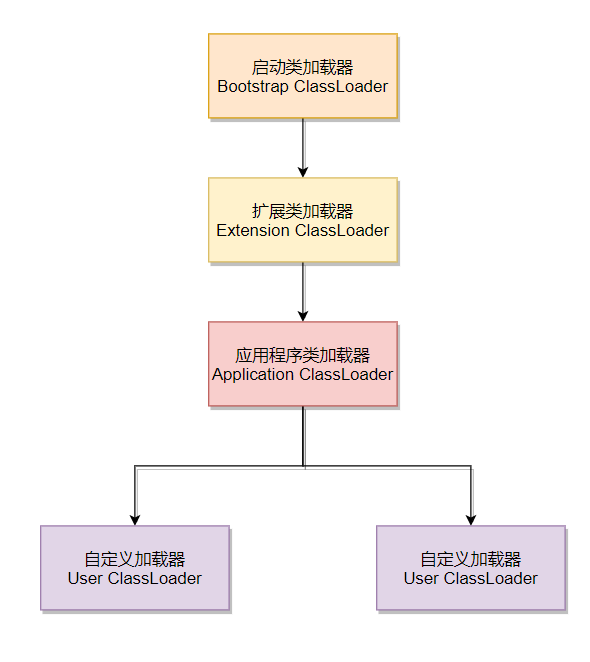 启动类加载器
Bootstrap ClassLoader
扩展类加载器
Extension ClassLoader
应用程序类加载器
Application ClassLoader
自定义加载器
User ClassLoader
自定义加载器
User ClassLoader